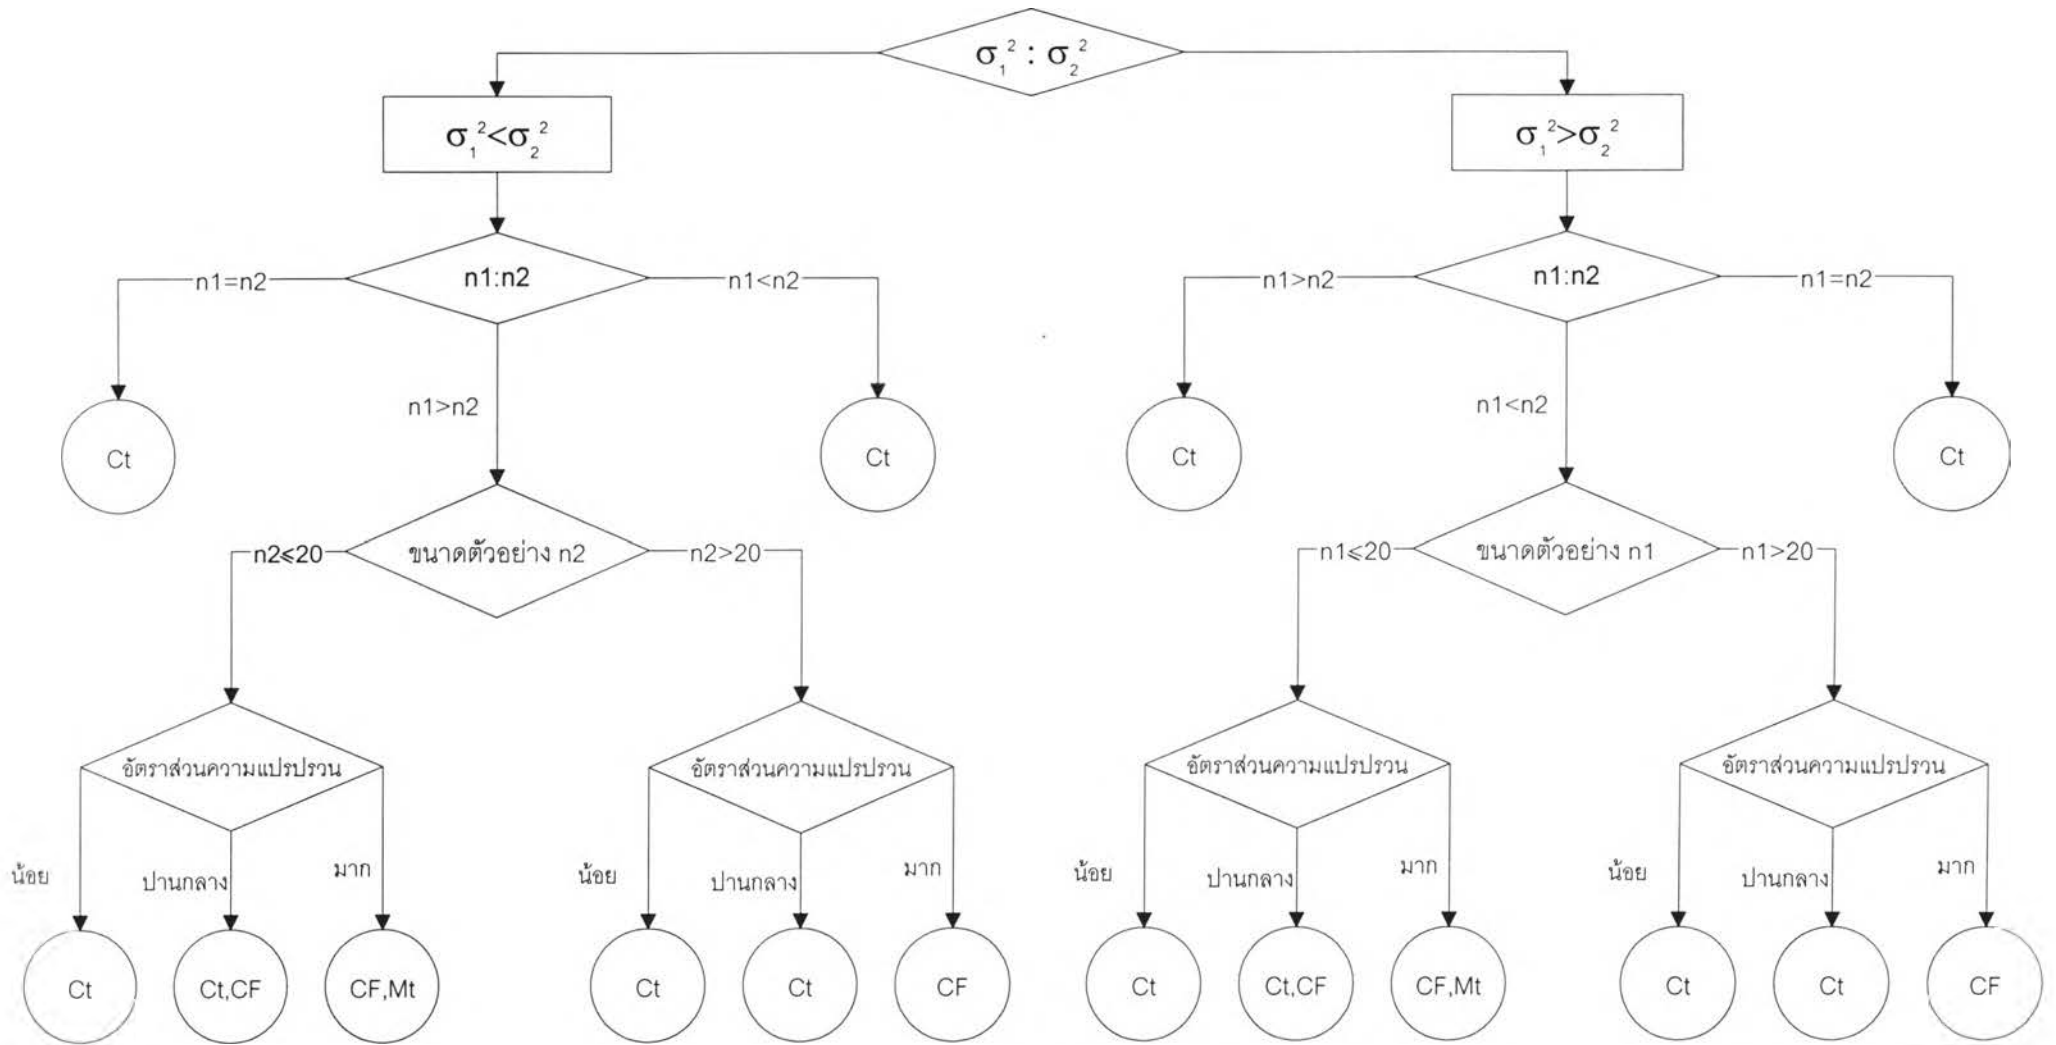 σ₁² : σ₂²
σ₁²<σ₂²
σ₁²>σ₂²
n1=n2
n1:n2
n1<n2
n1>n2
n1:n2
n1=n2
n1>n2
n1<n2
Ct
Ct
Ct
Ct
n2≤20
ขนาดตัวอย่าง n2
n2>20
n1≤20
ขนาดตัวอย่าง n1
n1>20
อัตราส่วนความแปรปรวน
อัตราส่วนความแปรปรวน
อัตราส่วนความแปรปรวน
อัตราส่วนความแปรปรวน
น้อย
ปานกลาง
มาก
น้อย
ปานกลาง
มาก
น้อย
ปานกลาง
มาก
น้อย
ปานกลาง
มาก
Ct
Ct,CF
CF,Mt
Ct
Ct
CF
Ct
Ct,CF
CF,Mt
Ct
Ct
CF